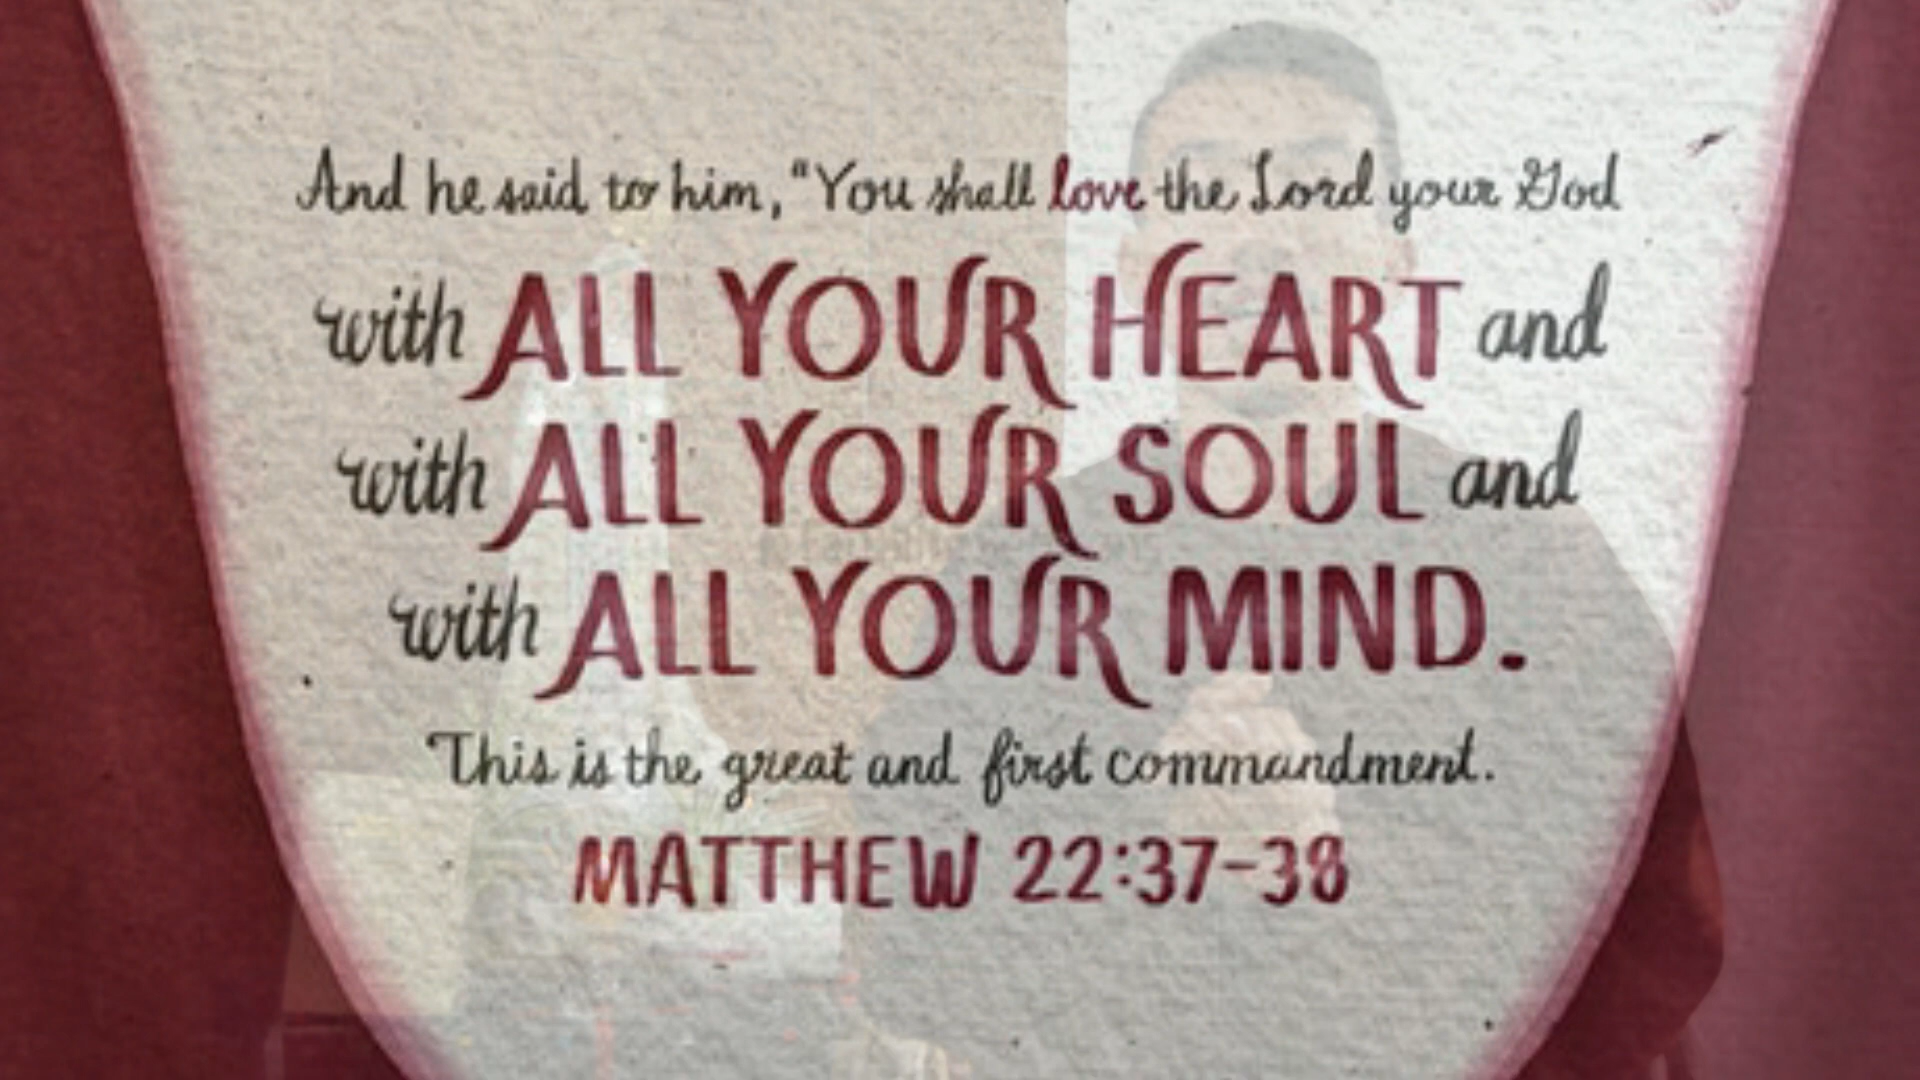 And he said to him, "You shall love the Lord your God
with ALL YOUR HEART and
with ALL YOUR SOUL and
with ALL YOUR MIND.
This is the great and first commandment.
MATTHEW 22:37-38